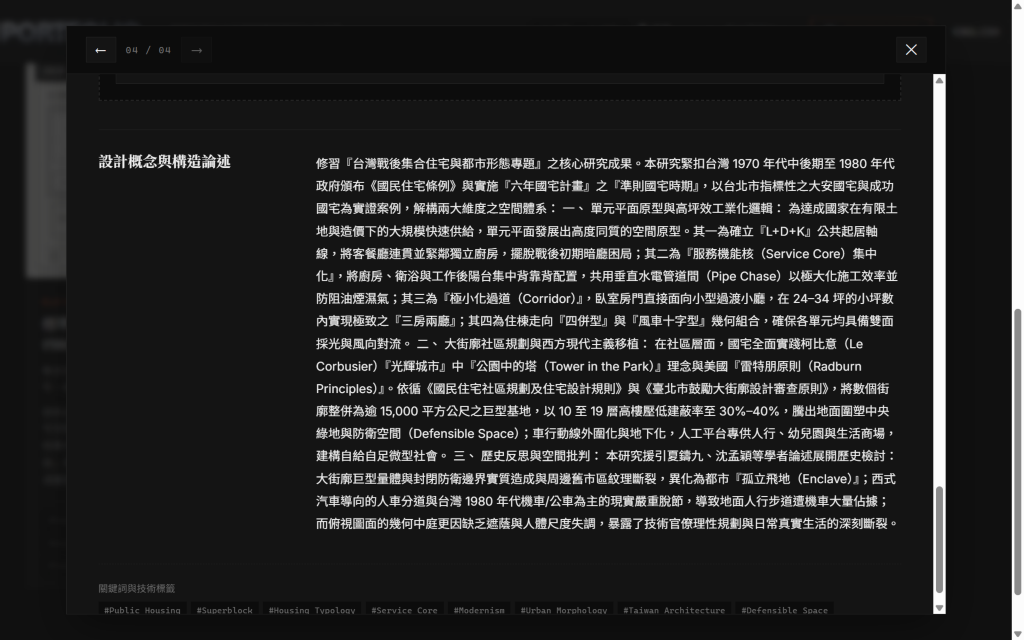 ← 04 / 04 →
設計概念與構造論述
修習『台灣戰後集合住宅與都市形態專題』之核心研究成果。本研究緊扣台灣 1970 年代中後期至 1980 年代
政府頒布《國民住宅條例》與實施『六年國宅計畫』之『準則國宅時期』，以台北市指標性之大安國宅與成功
國宅為實證案例，解構兩大維度之空間體系： 一、 單元平面原型與高坪效工業化邏輯： 為達成國家在有限土
地與造價下的大規模快速供給，單元平面發展出高度同質的空間原型。其一為確立『L+D+K』公共起居軸
線，將客餐廳連貫並緊鄰獨立廚房，擺脫戰後初期暗廳困局；其二為『服務機能核（Service Core）集中
化』，將廚房、衛浴與工作後陽台集中背靠背配置，共用垂直水電管道間（Pipe Chase）以極大化施工效率並
防阻油煙濕氣；其三為『極小化過道（Corridor）』，臥室房門直接面向小型過渡小廳，在 24–34 坪的小坪數
內實現極致之『三房兩廳』；其四為住棟走向『四併型』與『風車十字型』幾何組合，確保各單元均具備雙面
採光與風向對流。 二、 大街廓社區規劃與西方現代主義移植： 在社區層面，國宅全面實踐柯比意（Le
Corbusier）『光輝城市』中『公園中的塔（Tower in the Park）』理念與美國『雷特朋原則（Radburn
Principles）』。依循《國民住宅社區規劃及住宅設計規則》與《臺北市鼓勵大街廓設計審查原則》，將數個街
廓整併為逾 15,000 平方公尺之巨型基地，以 10 至 19 層高樓壓低建蔽率至 30%–40%，騰出地面圍塑中央
綠地與防衛空間（Defensible Space）；車行動線外圍化與地下化，人工平台專供人行、幼兒園與生活商場，
建構自給自足微型社會。 三、 歷史反思與空間批判： 本研究援引夏鑄九、沈孟穎等學者論述展開歷史檢討：
大街廓巨型量體與封閉防衛邊界實質造成與周邊舊市區紋理斷裂，異化為都市『孤立飛地（Enclave）』；西式
汽車導向的人車分道與台灣 1980 年代機車/公車為主的現實嚴重脫節，導致地面人行步道遭機車大量佔據；
而俯視圖面的幾何中庭更因缺乏遮蔭與人體尺度失調，暴露了技術官僚理性規劃與日常真實生活的深刻斷裂。
關鍵詞與技術標籤
#Public Housing #Superblock #Housing Typology #Service Core #Modernism #Urban Morphology #Taiwan Architecture #Defensible Space